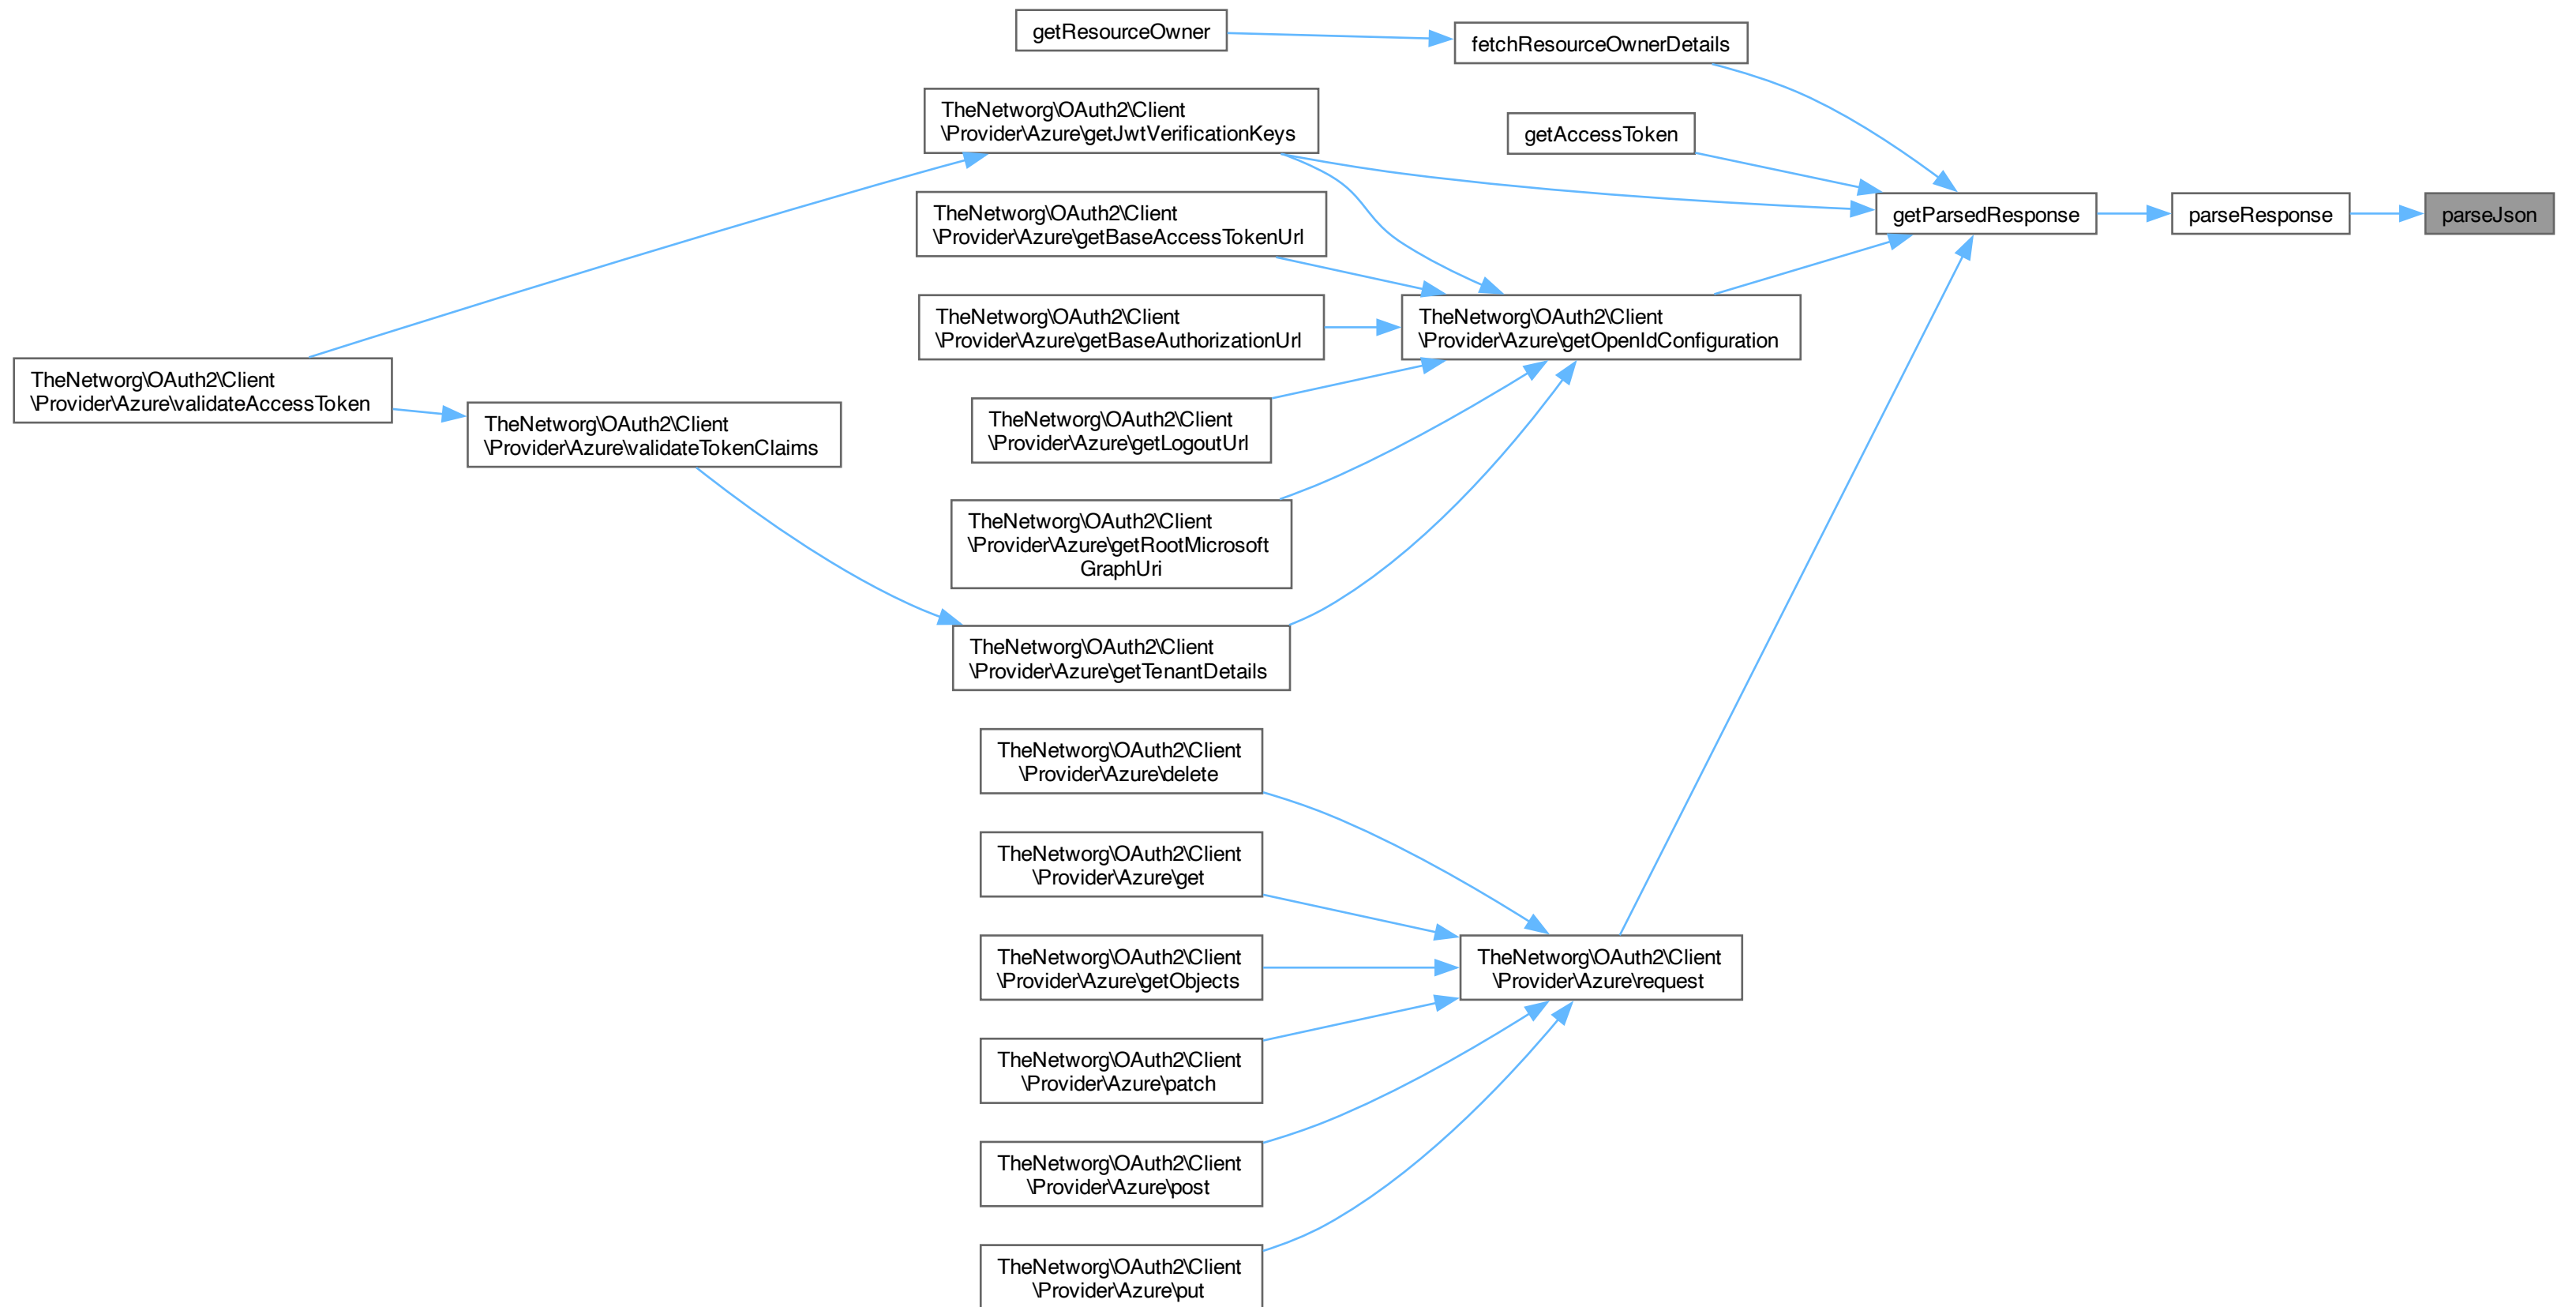 getResourceOwner
fetchResourceOwnerDetails
TheNetworg\OAuth2\Client
\Provider\Azure\getJwtVerificationKeys
getAccessToken
TheNetworg\OAuth2\Client
\Provider\Azure\getBaseAccessTokenUrl
getParsedResponse
parseResponse
parseJson
TheNetworg\OAuth2\Client
\Provider\Azure\getBaseAuthorizationUrl
TheNetworg\OAuth2\Client
\Provider\Azure\getOpenIdConfiguration
TheNetworg\OAuth2\Client
\Provider\Azure\validateAccessToken
TheNetworg\OAuth2\Client
\Provider\Azure\validateTokenClaims
TheNetworg\OAuth2\Client
\Provider\Azure\getLogoutUrl
TheNetworg\OAuth2\Client
\Provider\Azure\getRootMicrosoft
GraphUri
TheNetworg\OAuth2\Client
\Provider\Azure\getTenantDetails
TheNetworg\OAuth2\Client
\Provider\Azure\delete
TheNetworg\OAuth2\Client
\Provider\Azure\get
TheNetworg\OAuth2\Client
\Provider\Azure\getObjects
TheNetworg\OAuth2\Client
\Provider\Azure\request
TheNetworg\OAuth2\Client
\Provider\Azure\patch
TheNetworg\OAuth2\Client
\Provider\Azure\post
TheNetworg\OAuth2\Client
\Provider\Azure\put